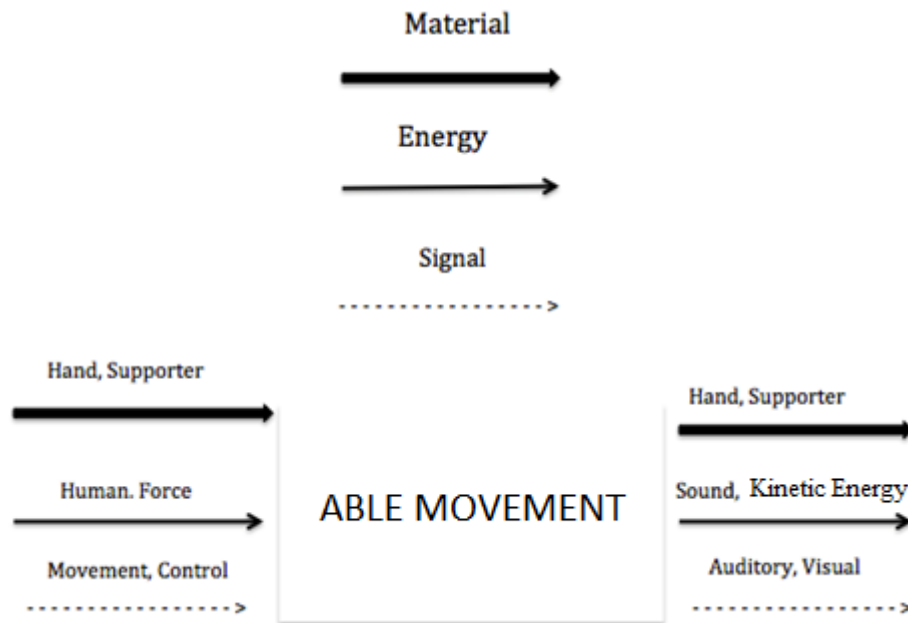 Material
Energy
Signal
Hand, Supporter
Hand, Supporter
Human. Force
ABLE MOVEMENT
Sound, Kinetic Energy
Movement, Control
Auditory, Visual